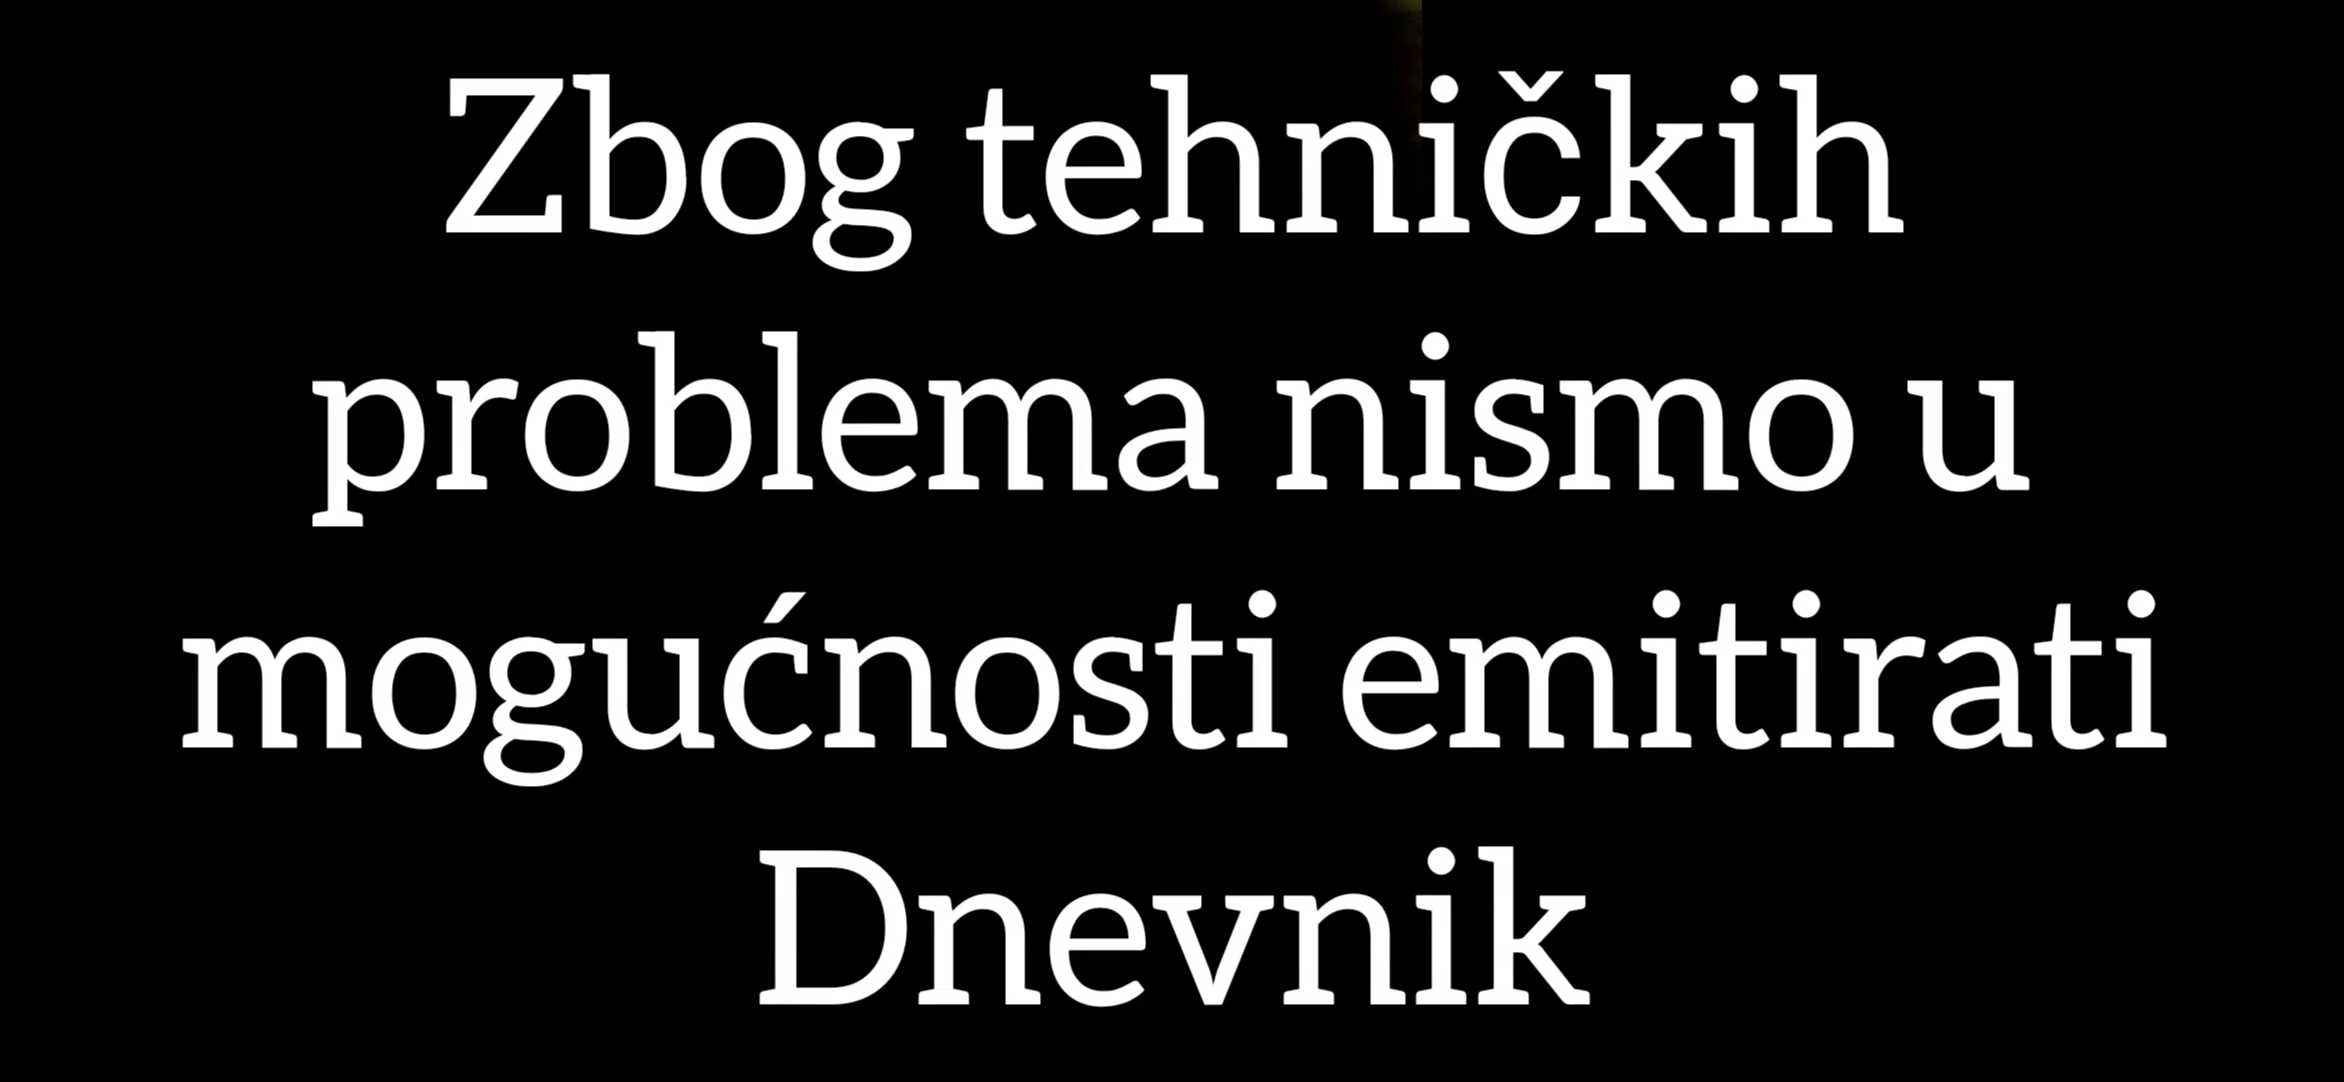 Zbog tehničkih
problema nismo u
mogućnosti emitirati
Dnevnik